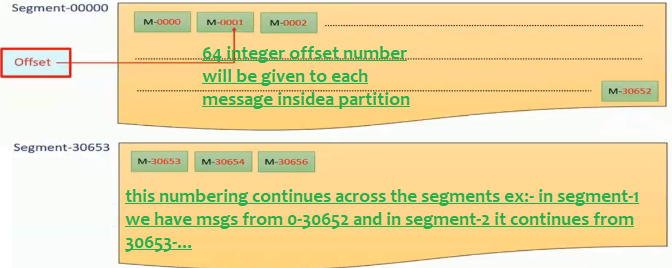 Segment-00000
M-0000 M-0001 M-0002
Offset
64 integer offset number
will be given to each
message insidea partition
M-30652
Segment-30653
M-30653 M-30654 M-30656
this numbering continues across the segments ex:- in segment-1
we have msgs from 0-30652 and in segment-2 it continues from
30653-...